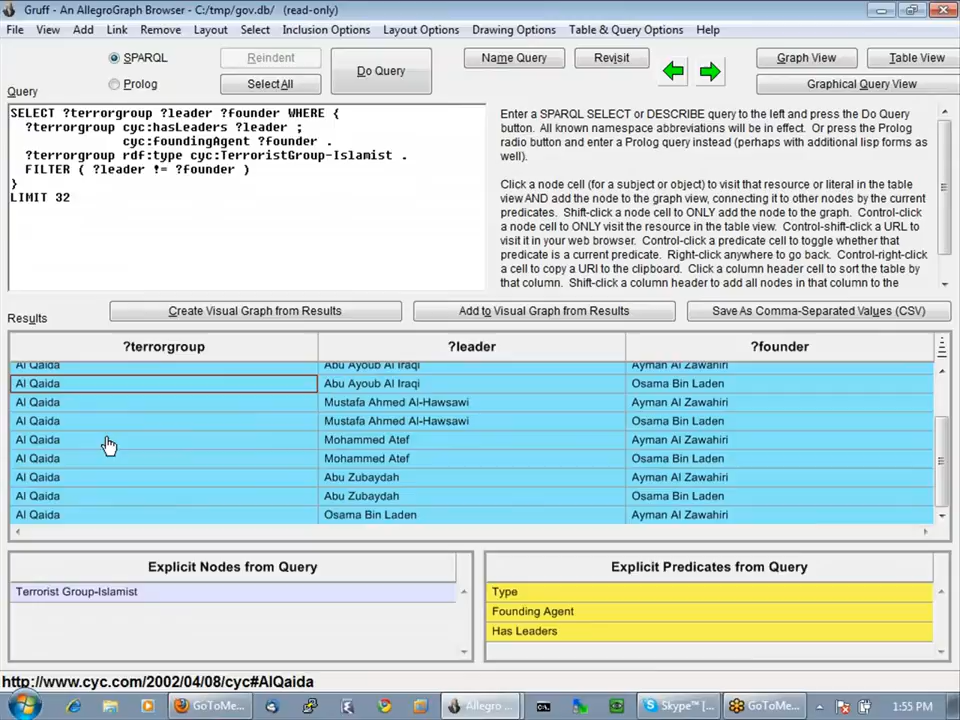 Gruff - An AllegroGraph Browser - C:/tmp/gov.db/ (read-only)
File View Add Link Remove Layout Select Inclusion Options Layout Options Drawing Options Table & Query Options Help
SPARQL
Prolog
Query
Reindent
Select All
Do Query
Name Query
Revisit
Graph View
Table View
Graphical Query View
SELECT ?terrorgroup ?leader ?founder WHERE {
?terrorgroup cyc:hasLeaders ?leader ;
cyc:foundingAgent ?founder .
?terrorgroup rdf:type cyc:TerroristGroup-Islamist .
FILTER ( ?leader != ?founder )
}
LIMIT 32
Enter a SPARQL SELECT or DESCRIBE query to the left and press the Do Query
button. All known namespace abbreviations will be in effect. Or press the Prolog
radio button and enter a Prolog query instead (perhaps with additional lisp forms as
well).
Click a node cell (for a subject or object) to visit that resource or literal in the table
view AND add the node to the graph view, connecting it to other nodes by the current
predicates. Shift-click a node cell to ONLY add the node to the graph. Control-click
a node cell to ONLY visit the resource in the table view. Control-shift-click a URL to
visit it in your web browser. Control-click a predicate cell to toggle whether that
predicate is a current predicate. Right-click anywhere to go back. Control-right-click
a cell to copy a URI to the clipboard. Click a column header cell to sort the table by
that column. Shift-click a column header to add all nodes in that column to the
Results
Create Visual Graph from Results
Add to Visual Graph from Results
Save As Comma-Separated Values (CSV)
?terrorgroup ?leader ?founder
Al Qaida Abu Ayoub Al Iraqi Ayman Al Zawahiri
Al Qaida Abu Ayoub Al Iraqi Osama Bin Laden
Al Qaida Mustafa Ahmed Al-Hawsawi Ayman Al Zawahiri
Al Qaida Mustafa Ahmed Al-Hawsawi Osama Bin Laden
Al Qaida Mohammed Atef Ayman Al Zawahiri
Al Qaida Mohammed Atef Osama Bin Laden
Al Qaida Abu Zubaydah Ayman Al Zawahiri
Al Qaida Abu Zubaydah Osama Bin Laden
Al Qaida Osama Bin Laden Ayman Al Zawahiri
Explicit Nodes from Query
Terrorist Group-Islamist
Explicit Predicates from Query
Type
Founding Agent
Has Leaders
http://www.cyc.com/2002/04/08/cyc#AlQaida
GoToMe...
Allegro ...
Skype™ [...
GoToMe...
1:55 PM